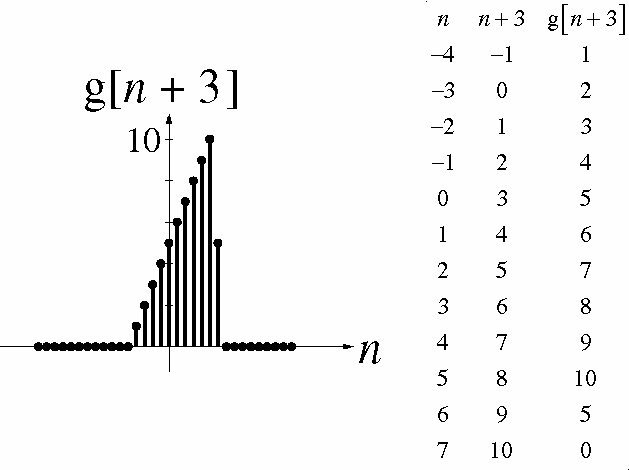 g[n + 3]
10
n
n n + 3 g[n + 3]
−4 −1 1
−3 0 2
−2 1 3
−1 2 4
0 3 5
1 4 6
2 5 7
3 6 8
4 7 9
5 8 10
6 9 5
7 10 0